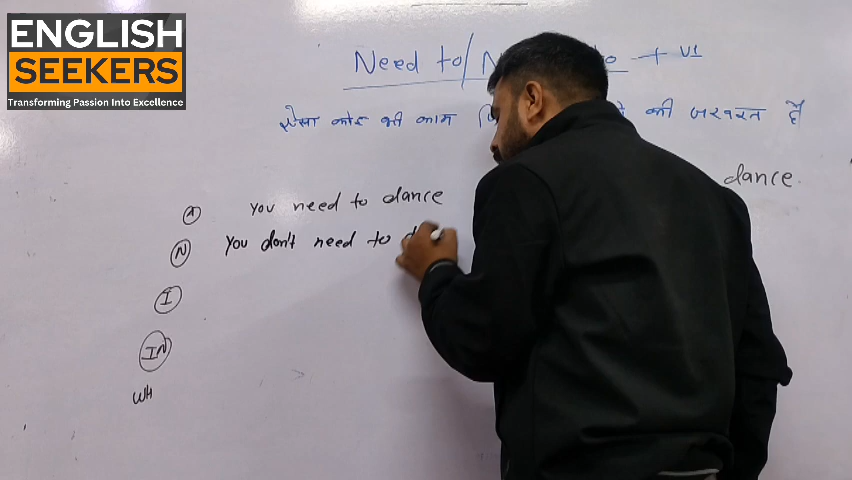 ENGLISH
SEEKERS
Transforming Passion Into Excellence
Need to/ + V1
ऐसा कोई भी काम की जरूरत है
dance.
A You need to dance
N You don't need to
I
IN
WH